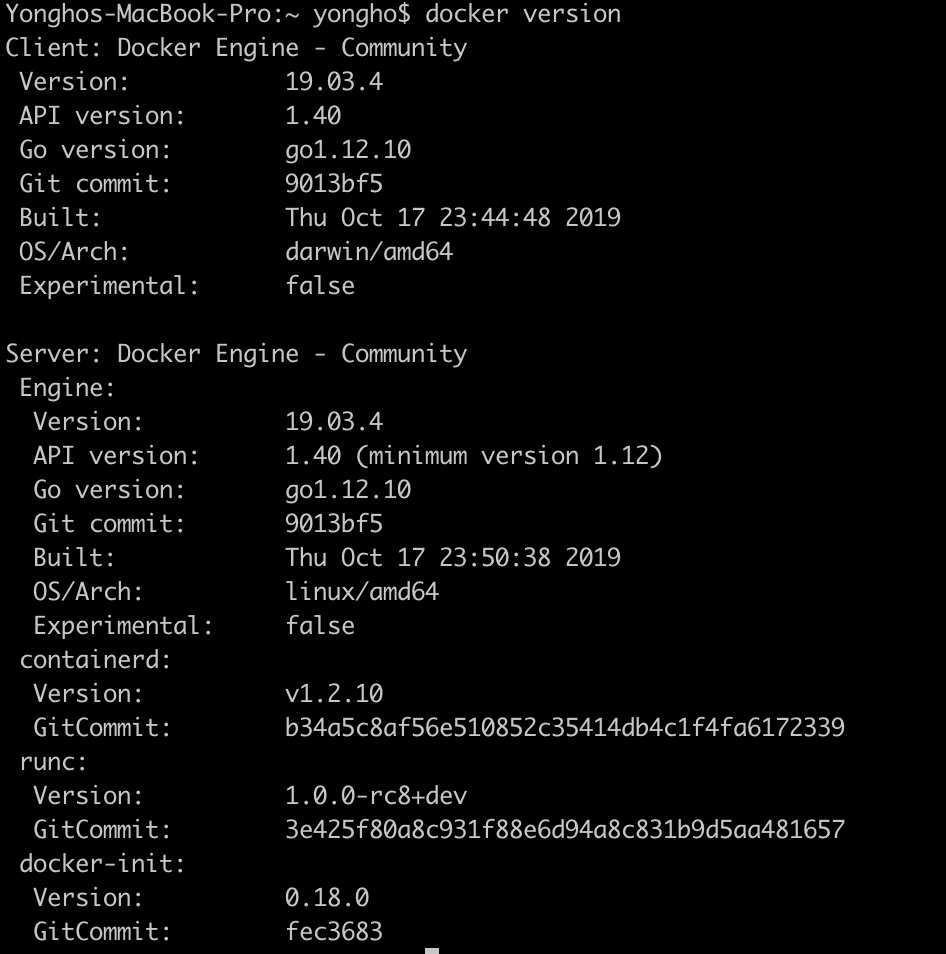 Yonghos-MacBook-Pro:~ yongho$ docker version
Client: Docker Engine - Community
 Version:           19.03.4
 API version:       1.40
 Go version:        go1.12.10
 Git commit:        9013bf5
 Built:             Thu Oct 17 23:44:48 2019
 OS/Arch:           darwin/amd64
 Experimental:      false

Server: Docker Engine - Community
 Engine:
  Version:          19.03.4
  API version:      1.40 (minimum version 1.12)
  Go version:       go1.12.10
  Git commit:       9013bf5
  Built:            Thu Oct 17 23:50:38 2019
  OS/Arch:          linux/amd64
  Experimental:     false
 containerd:
  Version:          v1.2.10
  GitCommit:        b34a5c8af56e510852c35414db4c1f4fa6172339
 runc:
  Version:          1.0.0-rc8+dev
  GitCommit:        3e425f80a8c931f88e6d94a8c831b9d5aa481657
 docker-init:
  Version:          0.18.0
  GitCommit:        fec3683